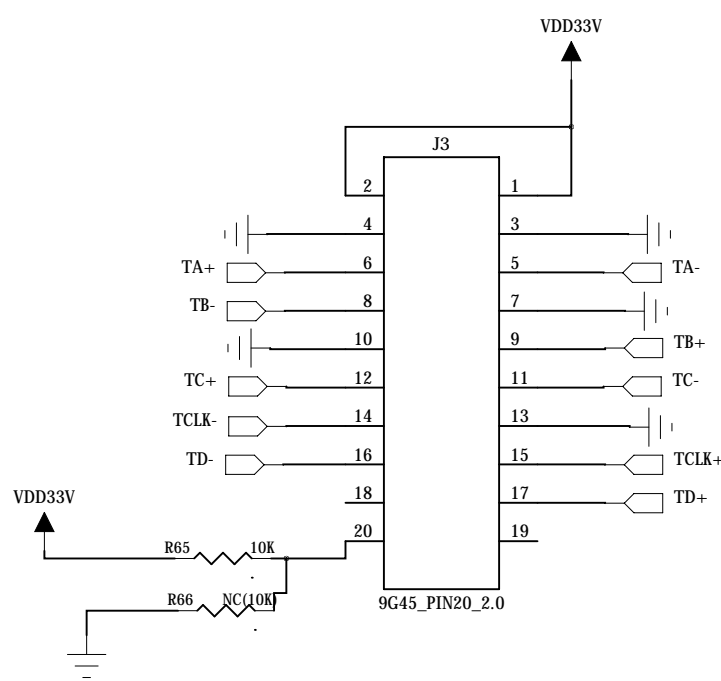 VDD33V
J3
2 1
4 3
TA+ 6 5 TA-
TB- 8 7
10 9 TB+
TC+ 12 11 TC-
TCLK- 14 13
TD- 16 15 TCLK+
18 17 TD+
VDD33V
20 19
R65 10K
R66 NC(10K)
9G45_PIN20_2.0